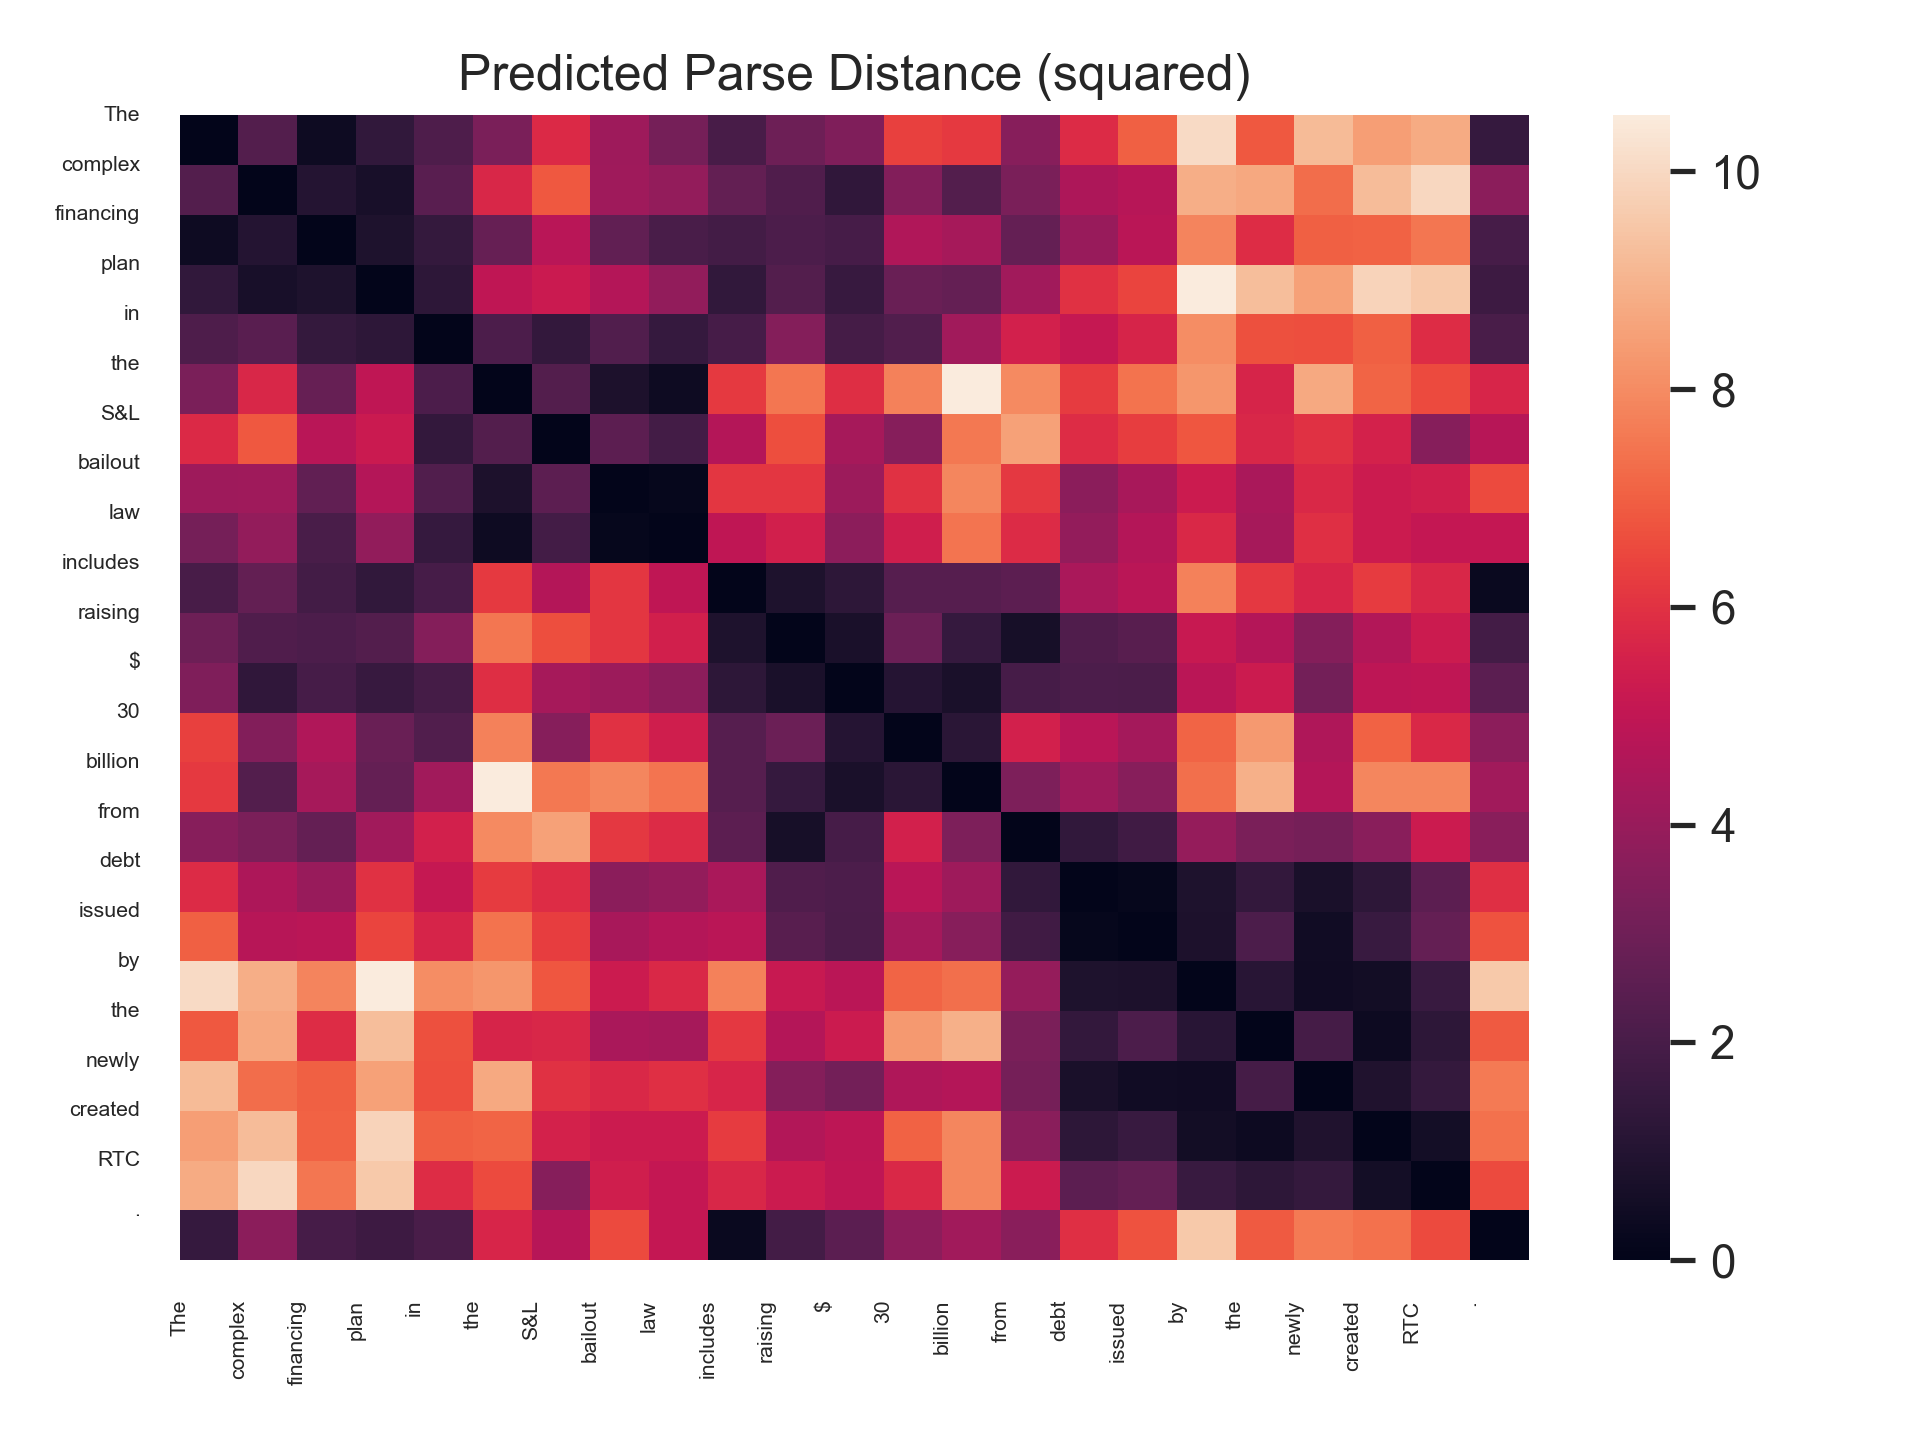 Predicted Parse Distance (squared)
The
complex
financing
plan
in
the
S&L
bailout
law
includes
raising
$
30
billion
from
debt
issued
by
the
newly
created
RTC
.
The
complex
financing
plan
in
the
S&L
bailout
law
includes
raising
$
30
billion
from
debt
issued
by
the
newly
created
RTC
.
10
8
6
4
2
0